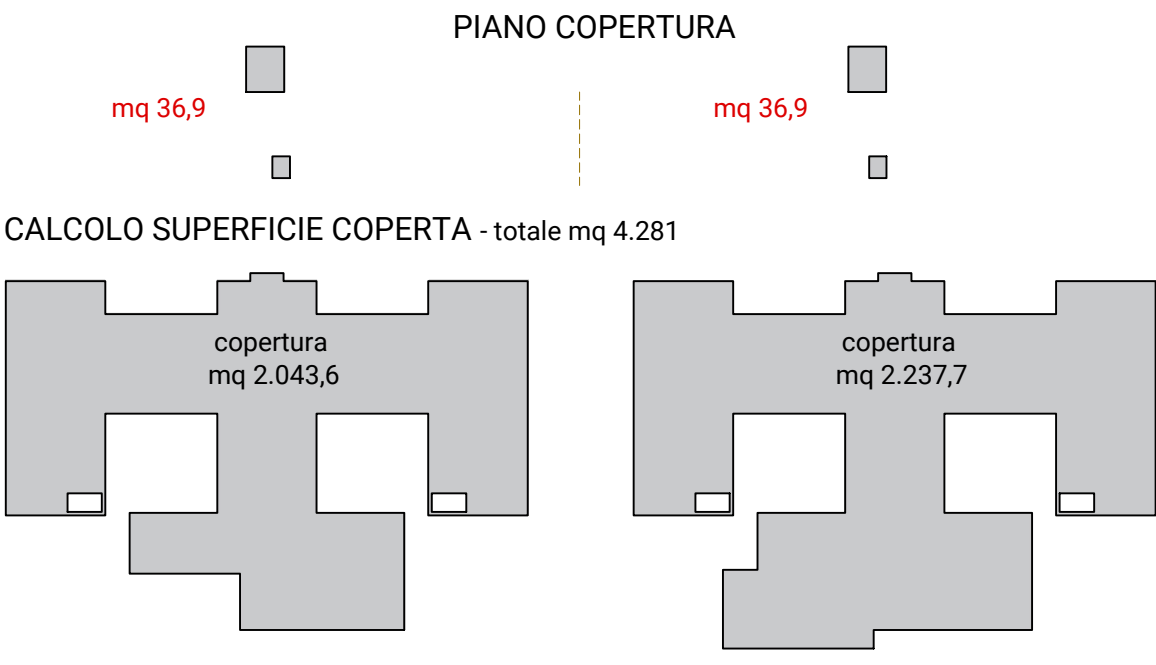 PIANO COPERTURA
mq 36,9
mq 36,9
CALCOLO SUPERFICIE COPERTA - totale mq 4.281
copertura
mq 2.043,6
copertura
mq 2.237,7